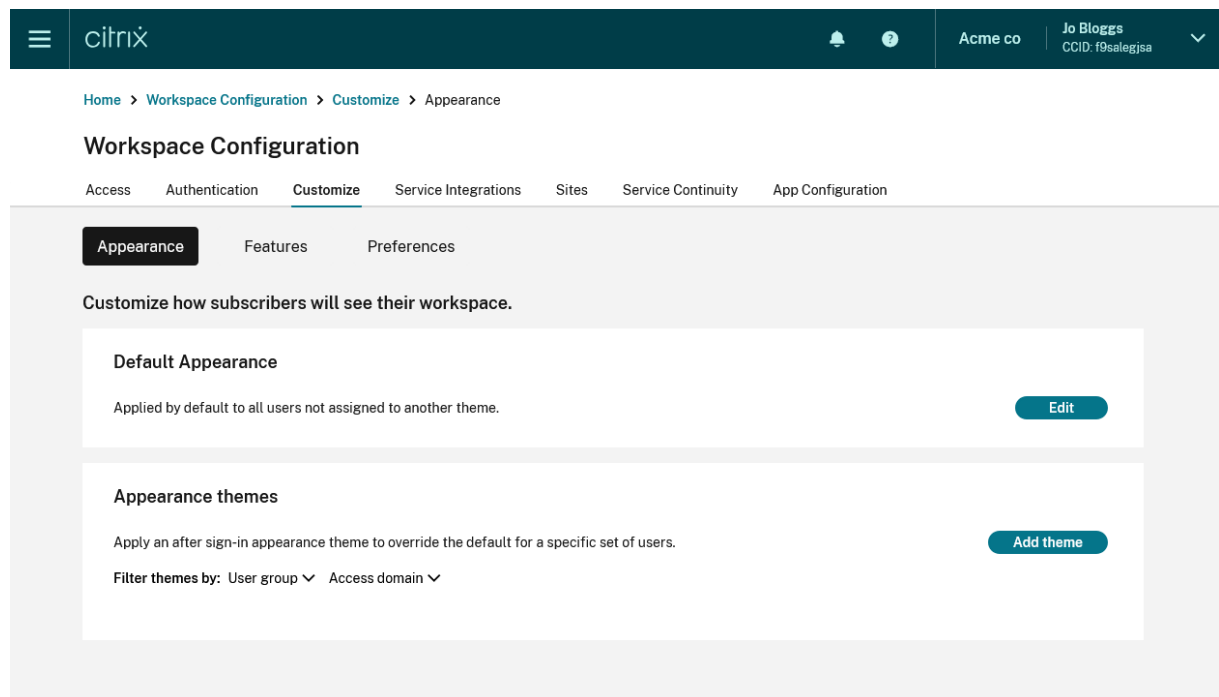 citrix
?
Acme co
Jo Bloggs
CCID: f9salegjsa
Home > Workspace Configuration > Customize > Appearance
Workspace Configuration
Access Authentication Customize Service Integrations Sites Service Continuity App Configuration
Appearance Features Preferences
Customize how subscribers will see their workspace.
Default Appearance
Applied by default to all users not assigned to another theme. Edit
Appearance themes
Apply an after sign-in appearance theme to override the default for a specific set of users. Add theme
Filter themes by: User group Access domain